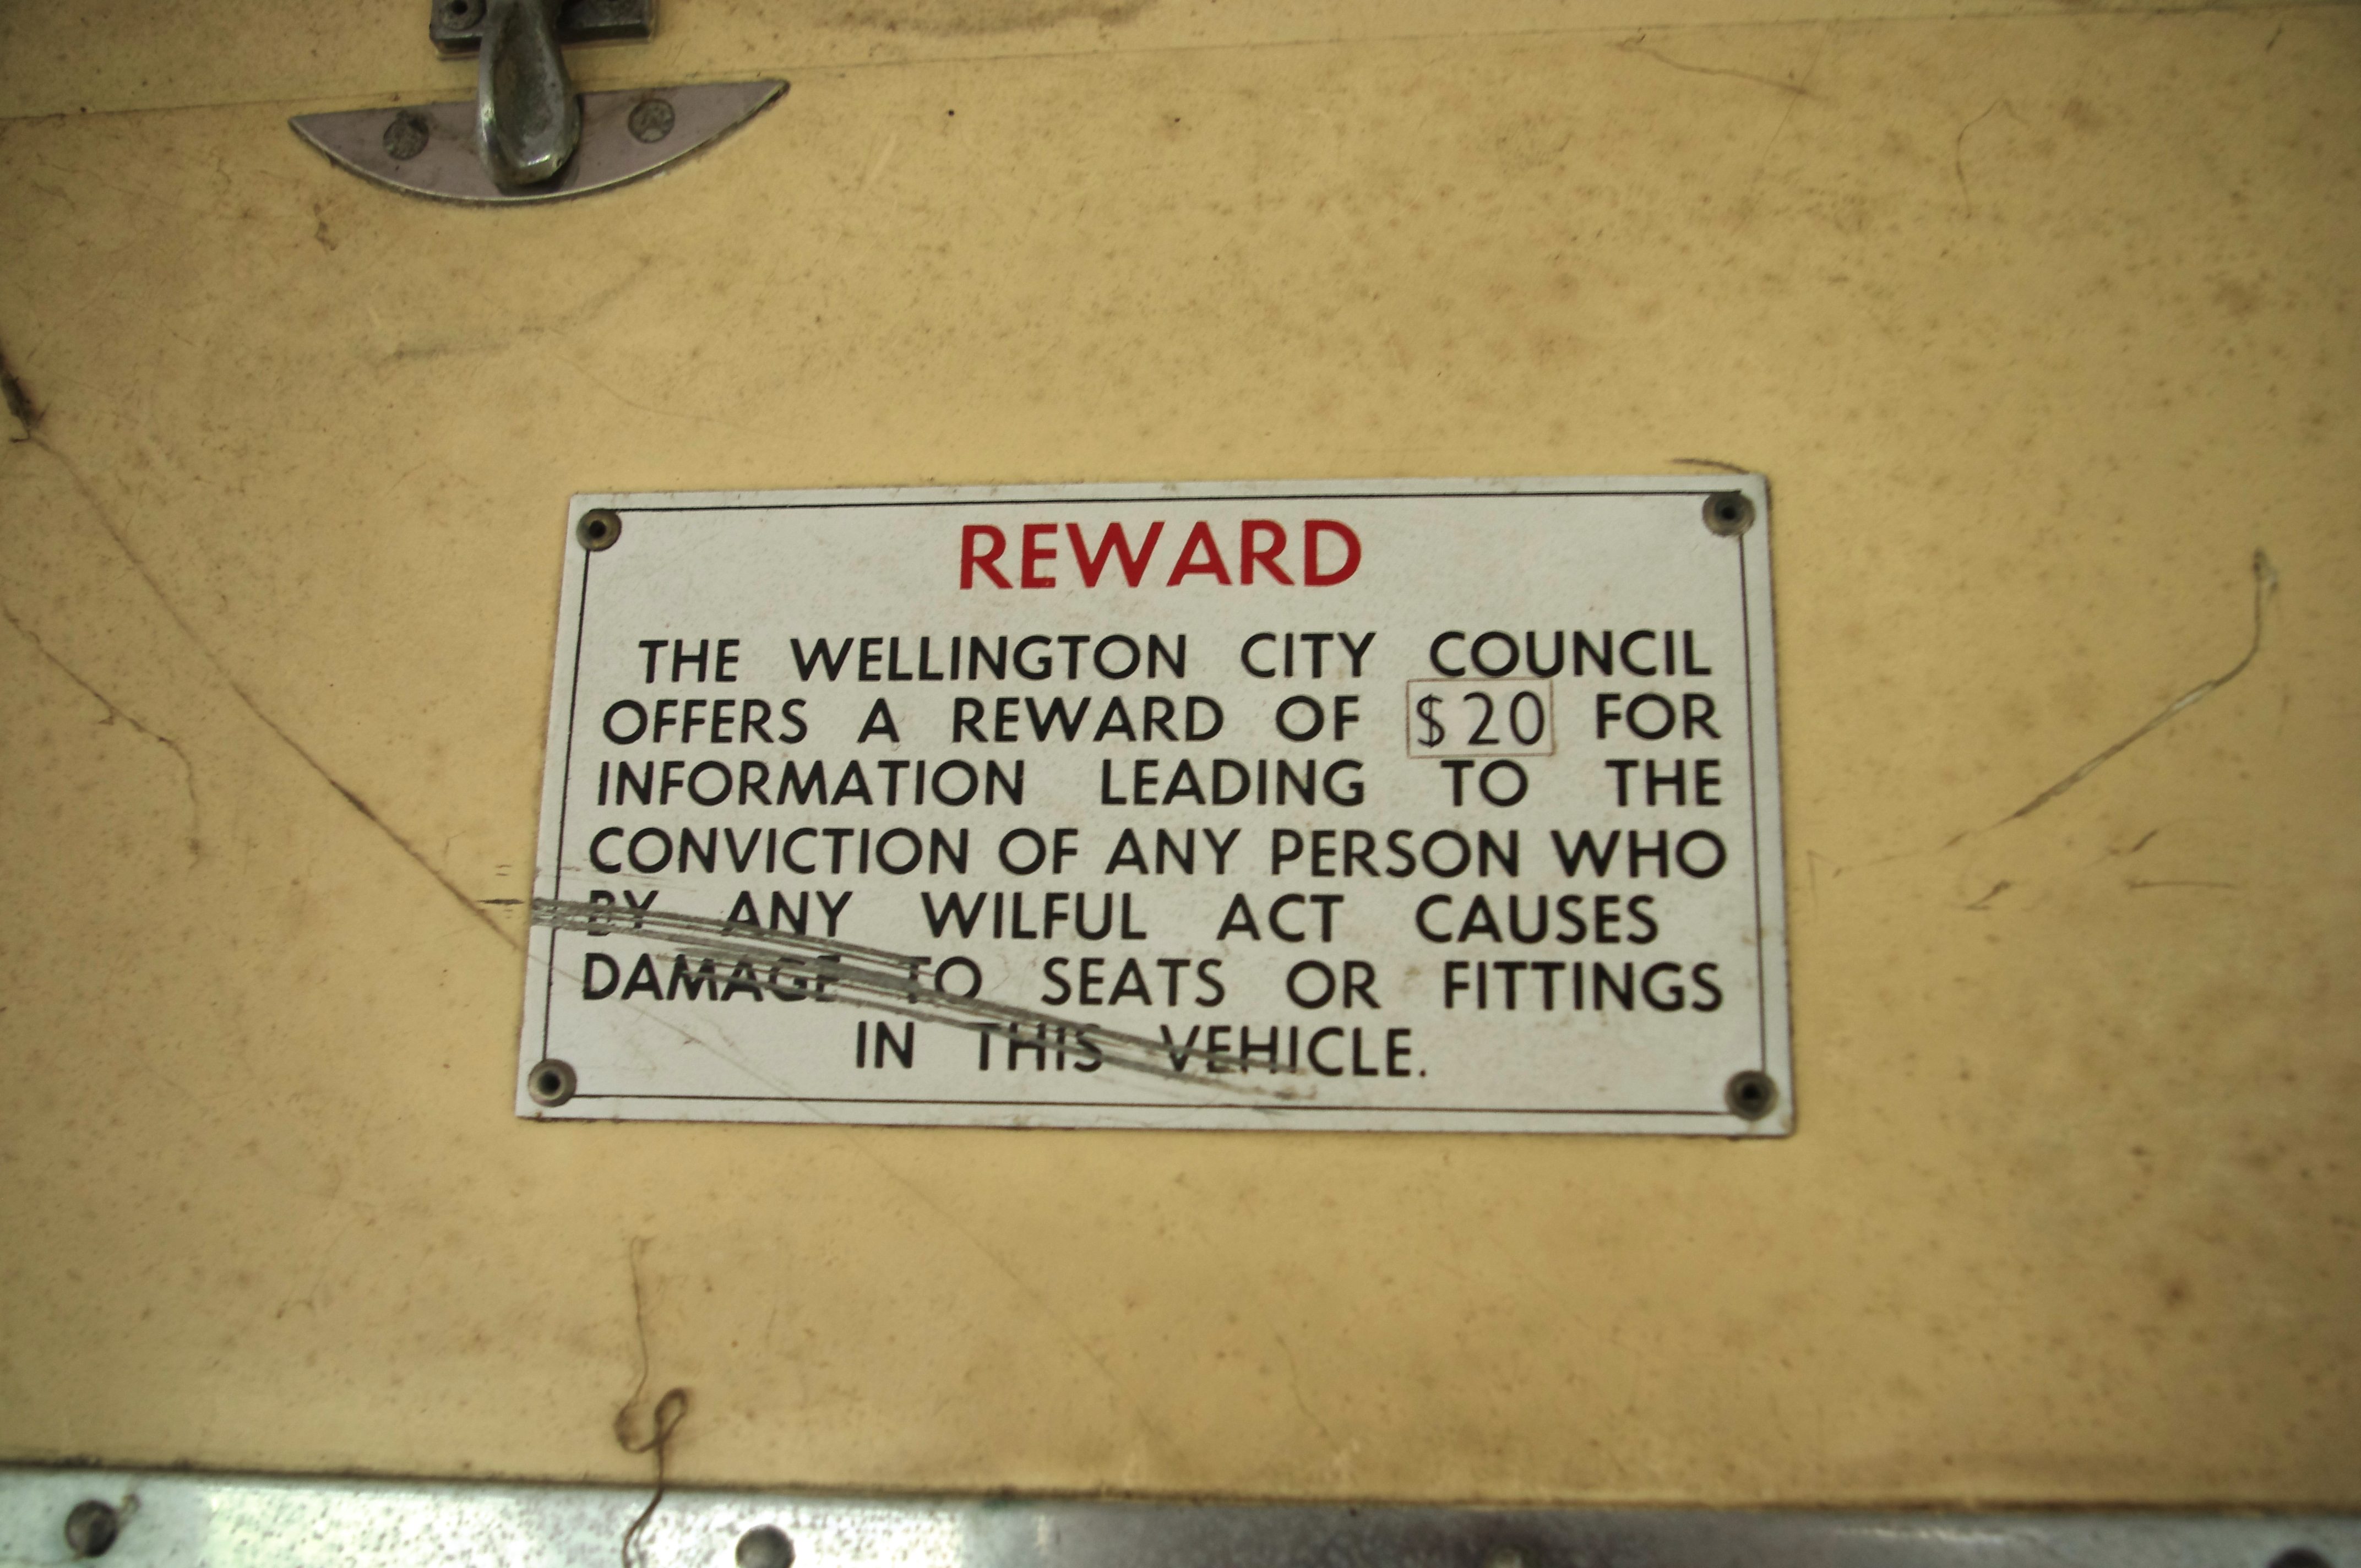 REWARD
THE WELLINGTON CITY COUNCIL
OFFERS A REWARD OF $20 FOR
INFORMATION LEADING TO THE
CONVICTION OF ANY PERSON WHO
BY ANY WILFUL ACT CAUSES
DAMAGE TO SEATS OR FITTINGS
IN THIS VEHICLE.